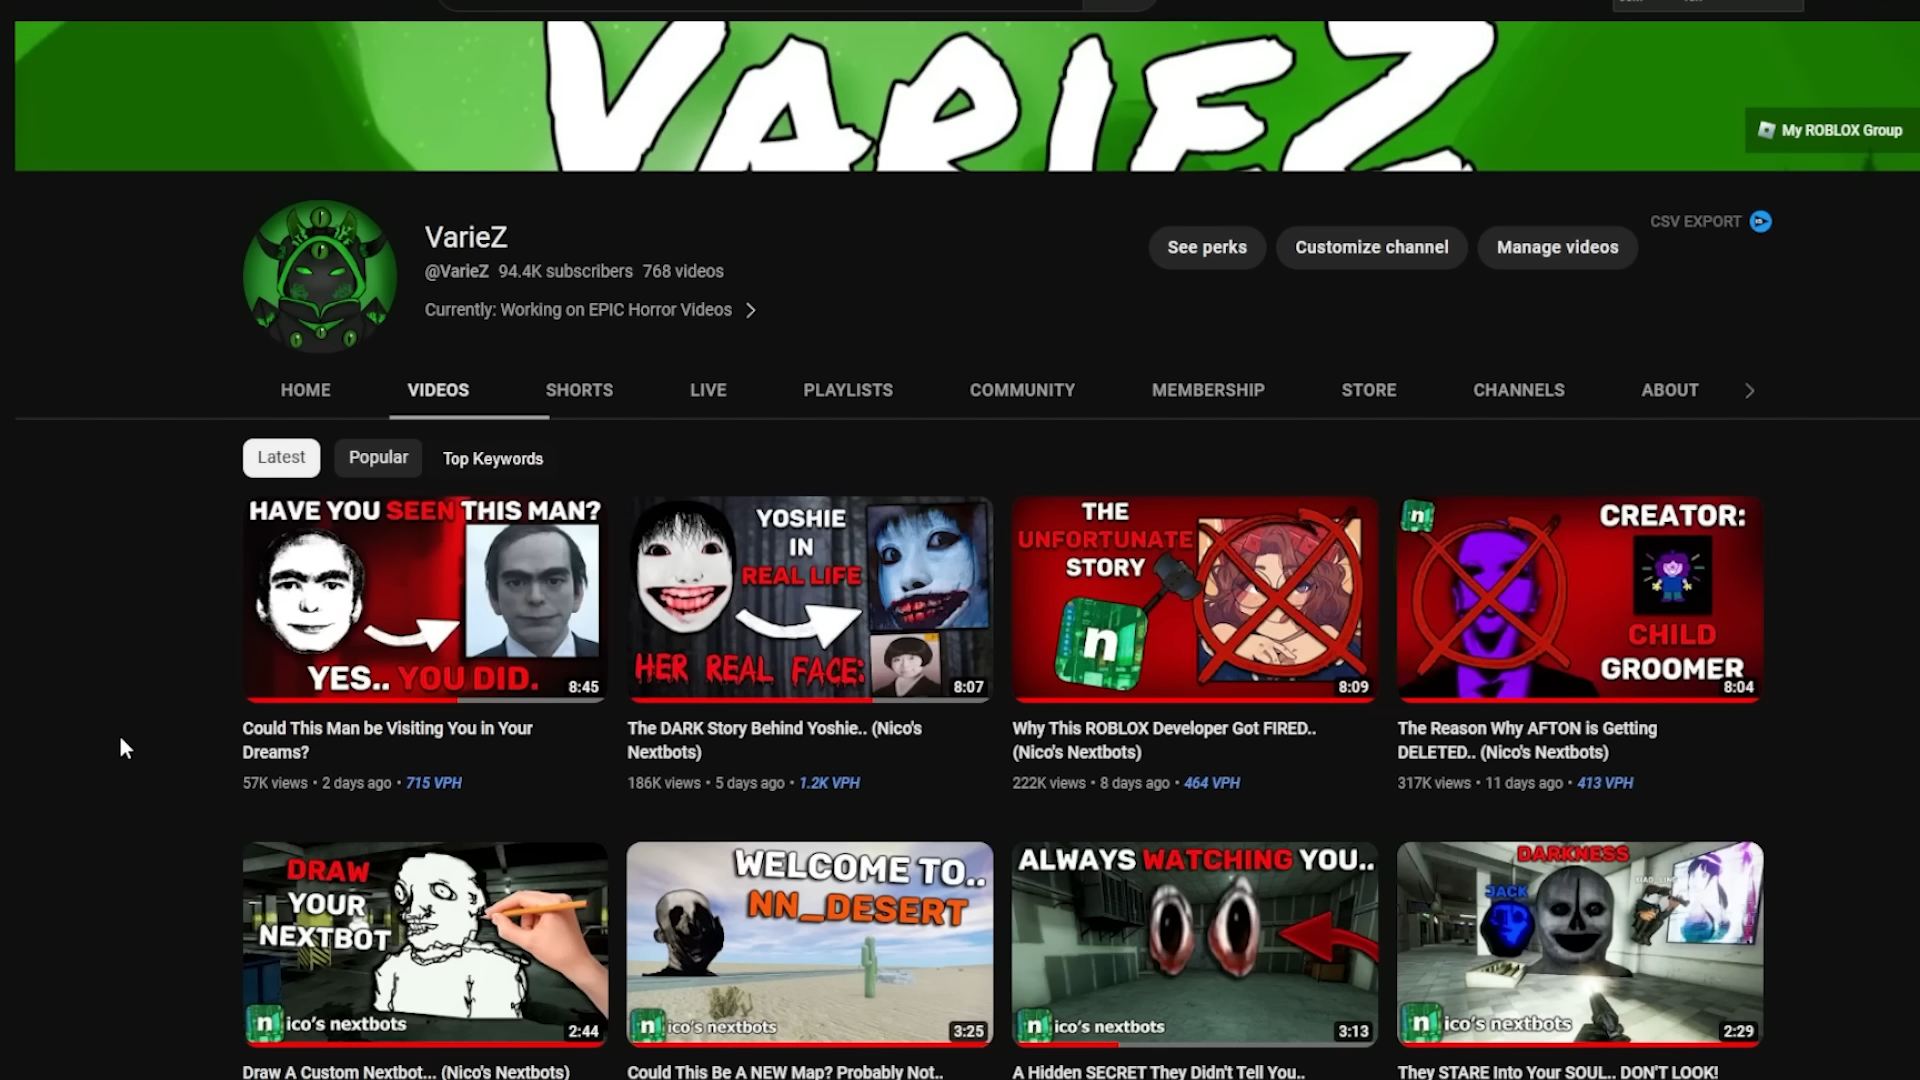 VARIEZ
My ROBLOX Group
VarieZ
@VarieZ 94.4K subscribers 768 videos
Currently: Working on EPIC Horror Videos
See perks
Customize channel
Manage videos
CSV EXPORT
HOME
VIDEOS
SHORTS
LIVE
PLAYLISTS
COMMUNITY
MEMBERSHIP
STORE
CHANNELS
ABOUT
Latest
Popular
Top Keywords
HAVE YOU SEEN THIS MAN?
YES.. YOU DID.
8:45
YOSHIE
IN
REAL LIFE
HER REAL FACE:
8:07
THE
UNFORTUNATE
STORY
n
8:09
n
CREATOR:
CHILD
GROOMER
8:04
Could This Man be Visiting You in Your
Dreams?
57K views • 2 days ago • 715 VPH
The DARK Story Behind Yoshie.. (Nico's
Nextbots)
186K views • 5 days ago • 1.2K VPH
Why This ROBLOX Developer Got FIRED..
(Nico's Nextbots)
222K views • 8 days ago • 464 VPH
The Reason Why AFTON is Getting
DELETED.. (Nico's Nextbots)
317K views • 11 days ago • 413 VPH
DRAW
YOUR
NEXTBOT
nico's nextbots
2:44
WELCOME TO..
NN_DESERT
nico's nextbots
3:25
ALWAYS WATCHING YOU..
nico's nextbots
3:13
DARKNESS
JACK
nico's nextbots
2:29
Draw A Custom Nextbot... (Nico's Nextbots)
Could This Be A NEW Map? Probably Not..
A Hidden SECRET They Didn't Tell You..
They STARE Into Your SOUL.. DON'T LOOK!